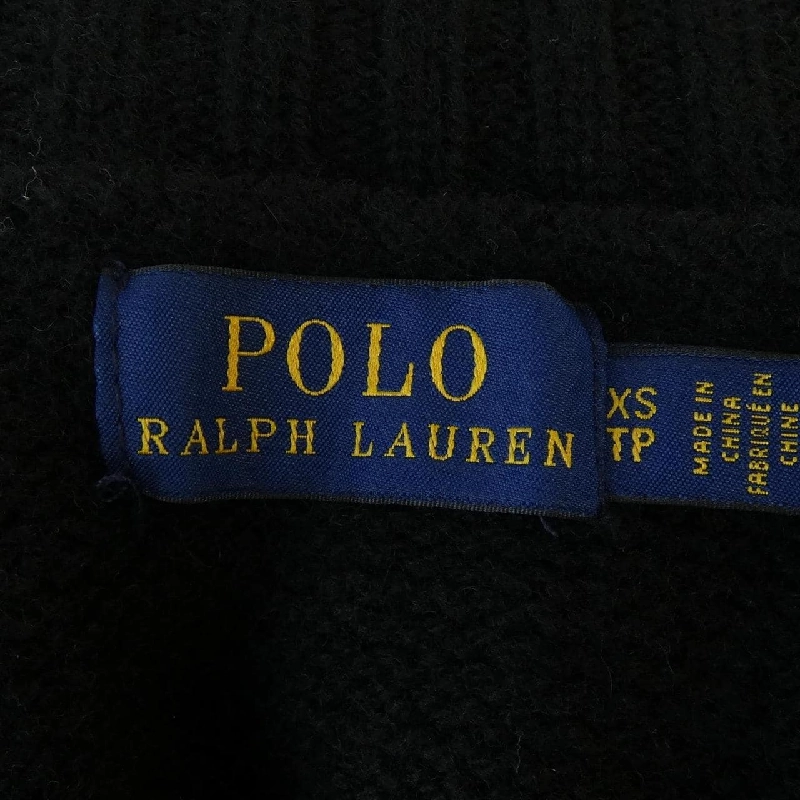 POLO
RALPH LAUREN
XS
TP
MADE IN
CHINA
FABRIQUÉ EN
CHINE